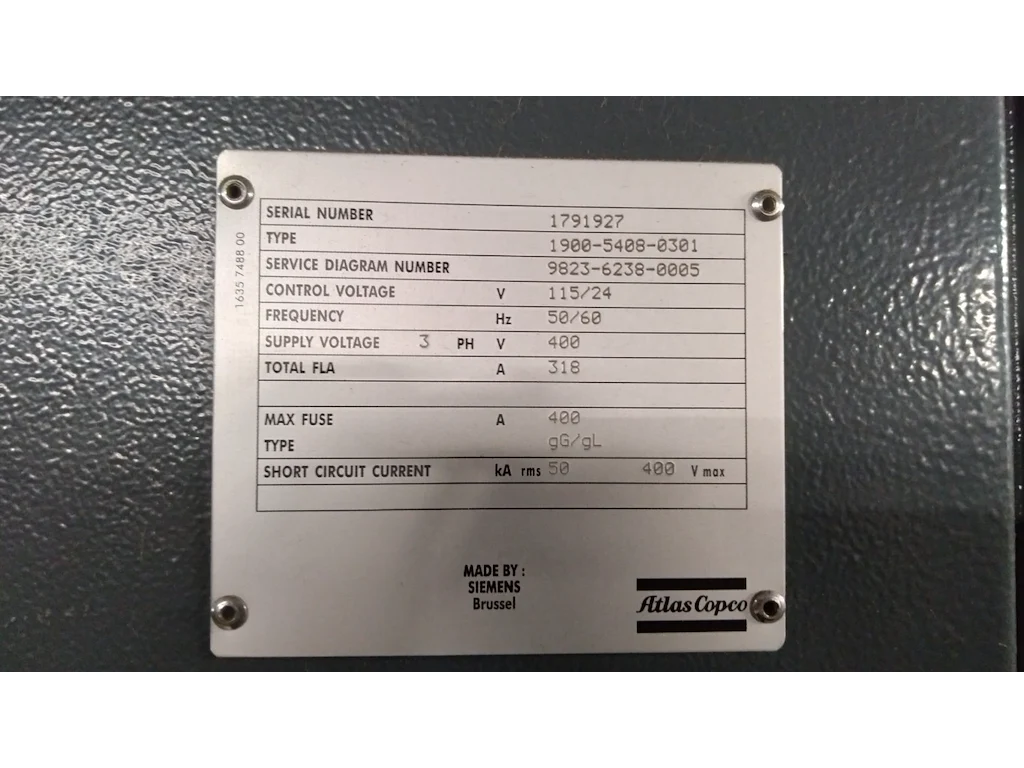 SERIAL NUMBER 1791927
TYPE 1900-5408-0301
SERVICE DIAGRAM NUMBER 9823-6238-0005
CONTROL VOLTAGE V 115/24
FREQUENCY Hz 50/60
SUPPLY VOLTAGE 3 PH V 400
TOTAL FLA A 318
MAX FUSE A 400
TYPE gG/gL
SHORT CIRCUIT CURRENT kA rms 50 400 V max
1635 7488 00
MADE BY :
SIEMENS
Brussel
Atlas Copco